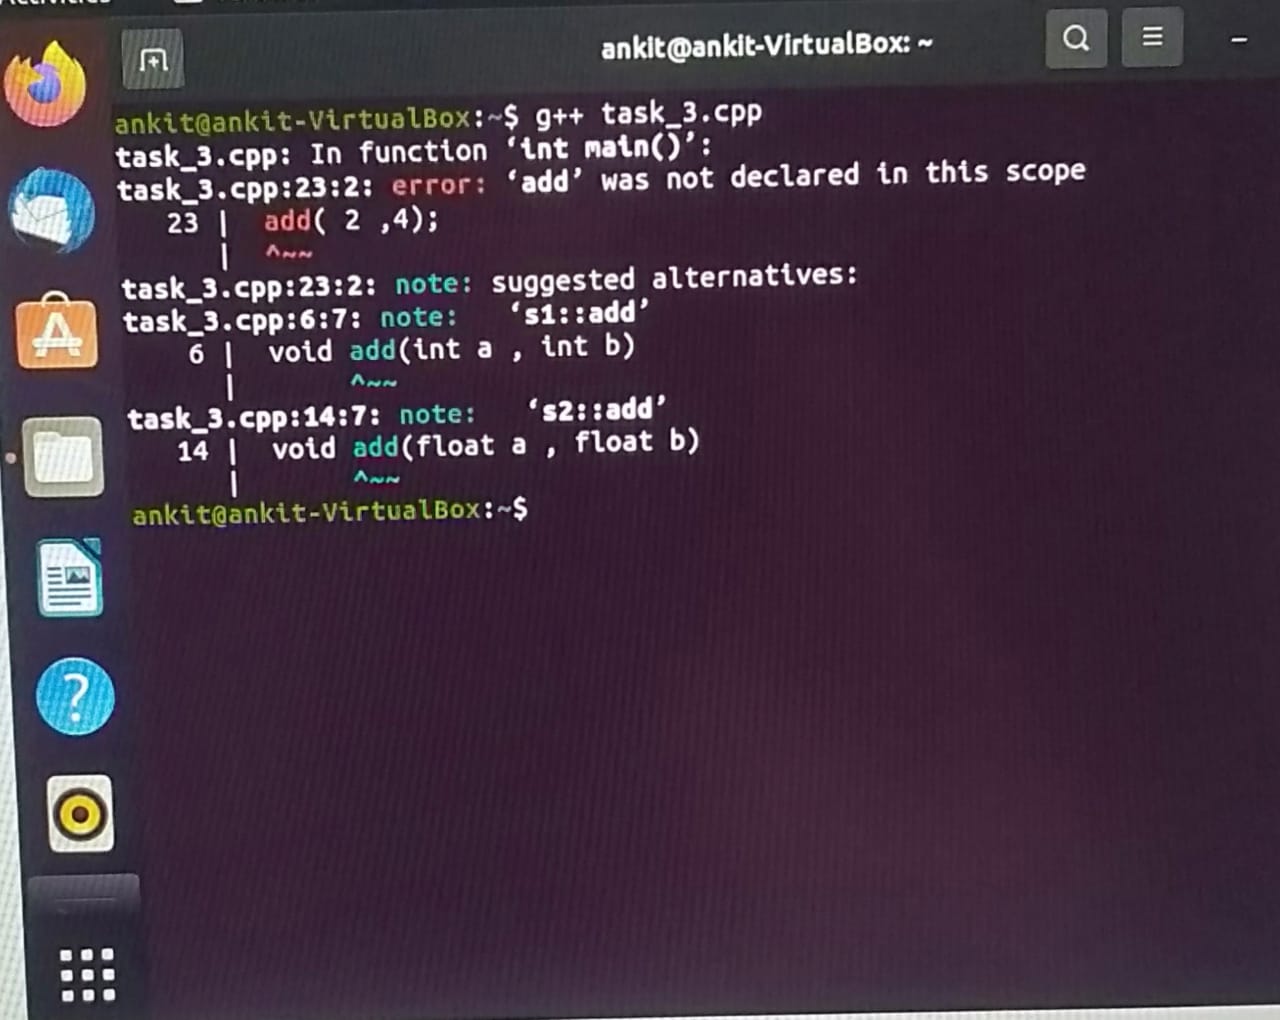 ankit@ankit-VirtualBox: ~
ankit@ankit-VirtualBox:~$ g++ task_3.cpp
task_3.cpp: In function ‘int main()’:
task_3.cpp:23:2: error: ‘add’ was not declared in this scope
23 |  add( 2 ,4);
|  ^~~
task_3.cpp:23:2: note: suggested alternatives:
task_3.cpp:6:7: note:   ‘s1::add’
6 |  void add(int a , int b)
|       ^~~
task_3.cpp:14:7: note:   ‘s2::add’
14 |  void add(float a , float b)
|       ^~~
ankit@ankit-VirtualBox:~$